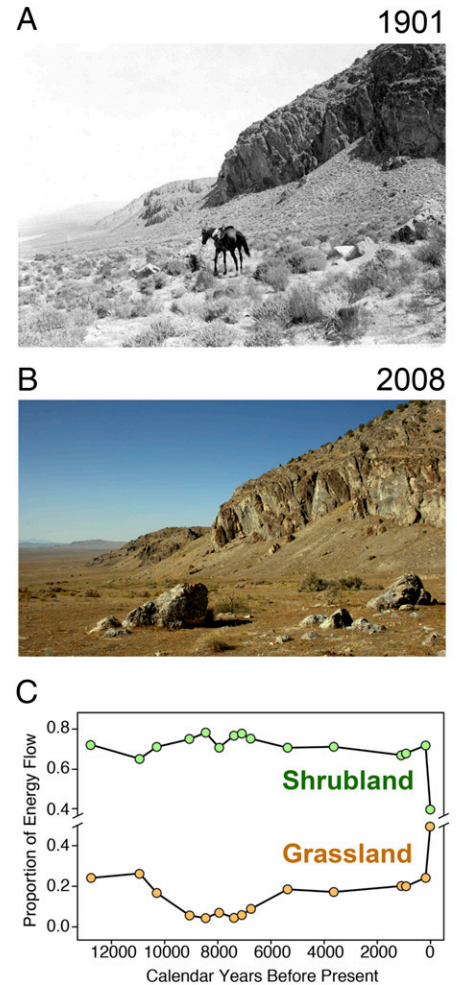 A 1901
B 2008
C
0.8
0.6
0.4
0.4
0.2
0.0
Proportion of Energy Flow
Shrubland
Grassland
12000 10000 8000 6000 4000 2000 0
Calendar Years Before Present